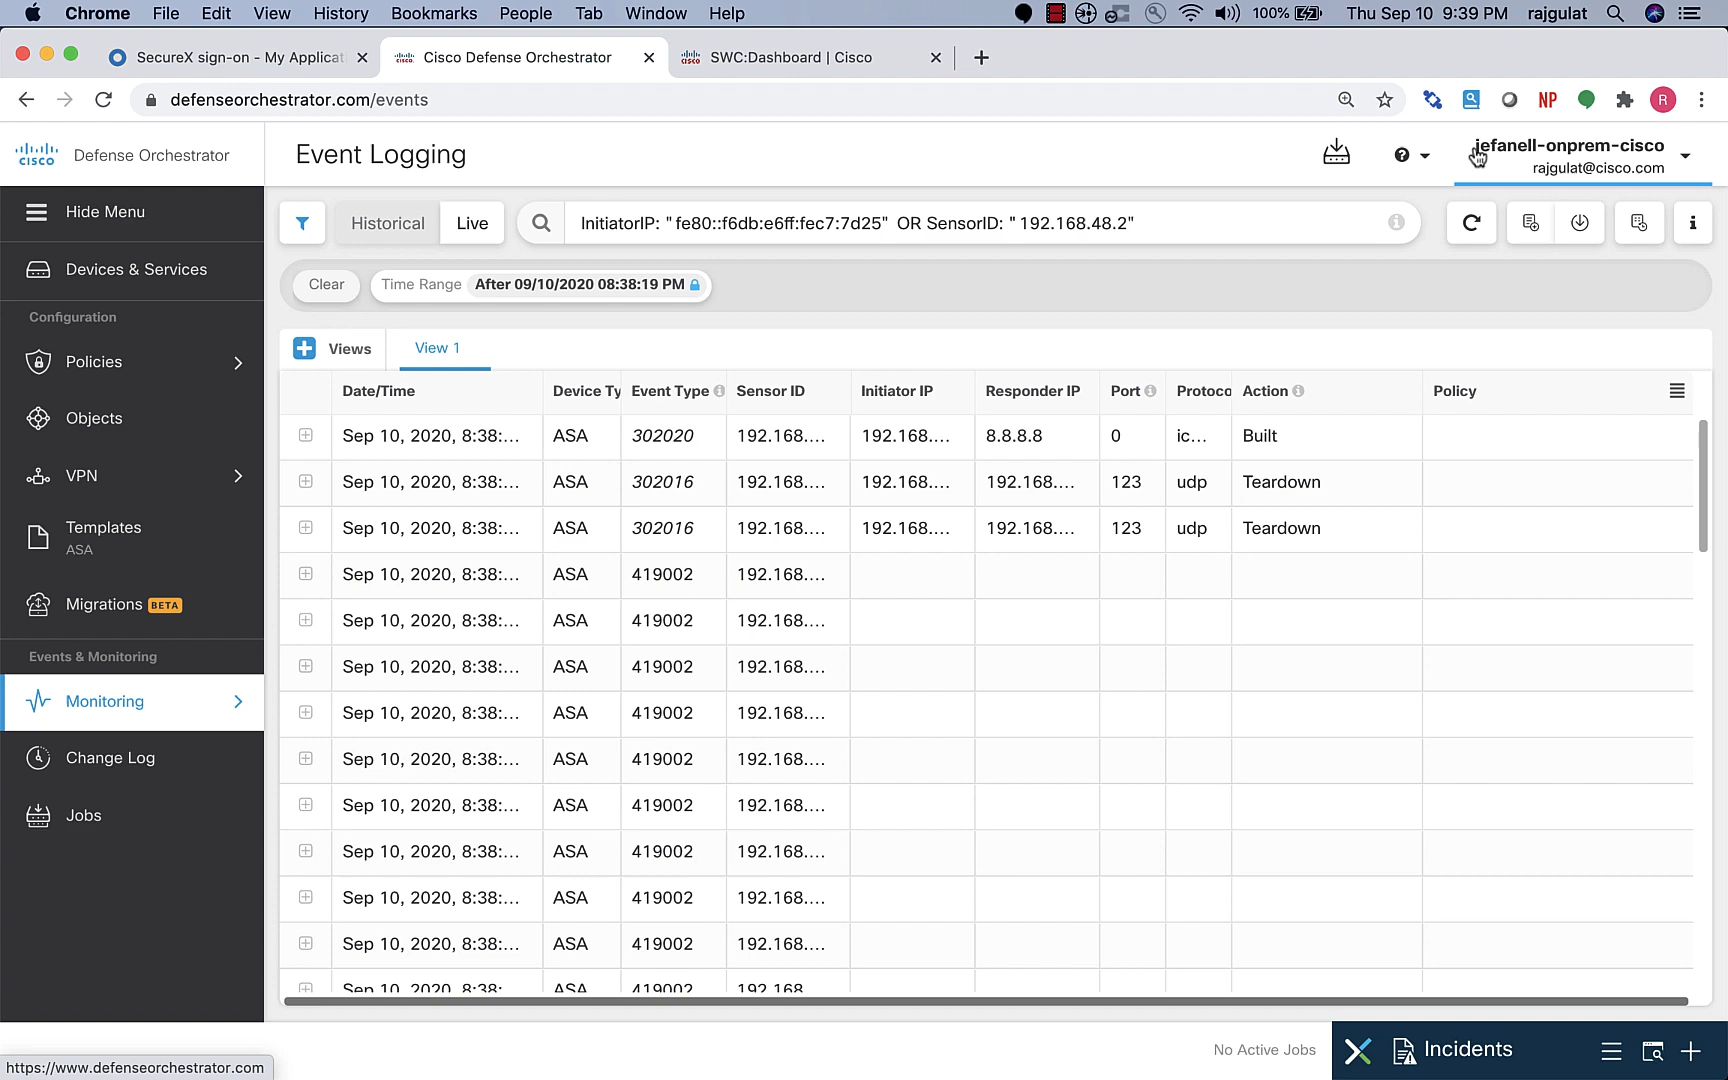 Chrome File Edit View History Bookmarks People Tab Window Help 100% Thu Sep 10 9:39 PM rajgulat
SecureX sign-on - My Applicati Cisco Defense Orchestrator SWC:Dashboard | Cisco
defenseorchestrator.com/events NP R
CISCO Defense Orchestrator Event Logging jefanell-onprem-cisco
rajgulat@cisco.com
Hide Menu
Historical Live InitiatorIP: "fe80::f6db:e6ff:fec7:7d25" OR SensorID: "192.168.48.2"
Devices & Services
Clear Time Range After 09/10/2020 08:38:19 PM
Configuration
Policies
Objects
VPN
Templates
ASA
Migrations BETA
Events & Monitoring
Monitoring
Change Log
Jobs
Views View 1
Date/Time Device Ty Event Type Sensor ID Initiator IP Responder IP Port Protoco Action Policy
Sep 10, 2020, 8:38:... ASA 302020 192.168.... 192.168.... 8.8.8.8 0 ic... Built
Sep 10, 2020, 8:38:... ASA 302016 192.168.... 192.168.... 192.168.... 123 udp Teardown
Sep 10, 2020, 8:38:... ASA 302016 192.168.... 192.168.... 192.168.... 123 udp Teardown
Sep 10, 2020, 8:38:... ASA 419002 192.168....
Sep 10, 2020, 8:38:... ASA 419002 192.168....
Sep 10, 2020, 8:38:... ASA 419002 192.168....
Sep 10, 2020, 8:38:... ASA 419002 192.168....
Sep 10, 2020, 8:38:... ASA 419002 192.168....
Sep 10, 2020, 8:38:... ASA 419002 192.168....
Sep 10, 2020, 8:38:... ASA 419002 192.168....
Sep 10, 2020, 8:38:... ASA 419002 192.168....
Sep 10, 2020, 8:38:... ASA 419002 192.168....
Sep 10, 2020, 8:38: ASA 419002 192.168
No Active Jobs Incidents
https://www.defenseorchestrator.com